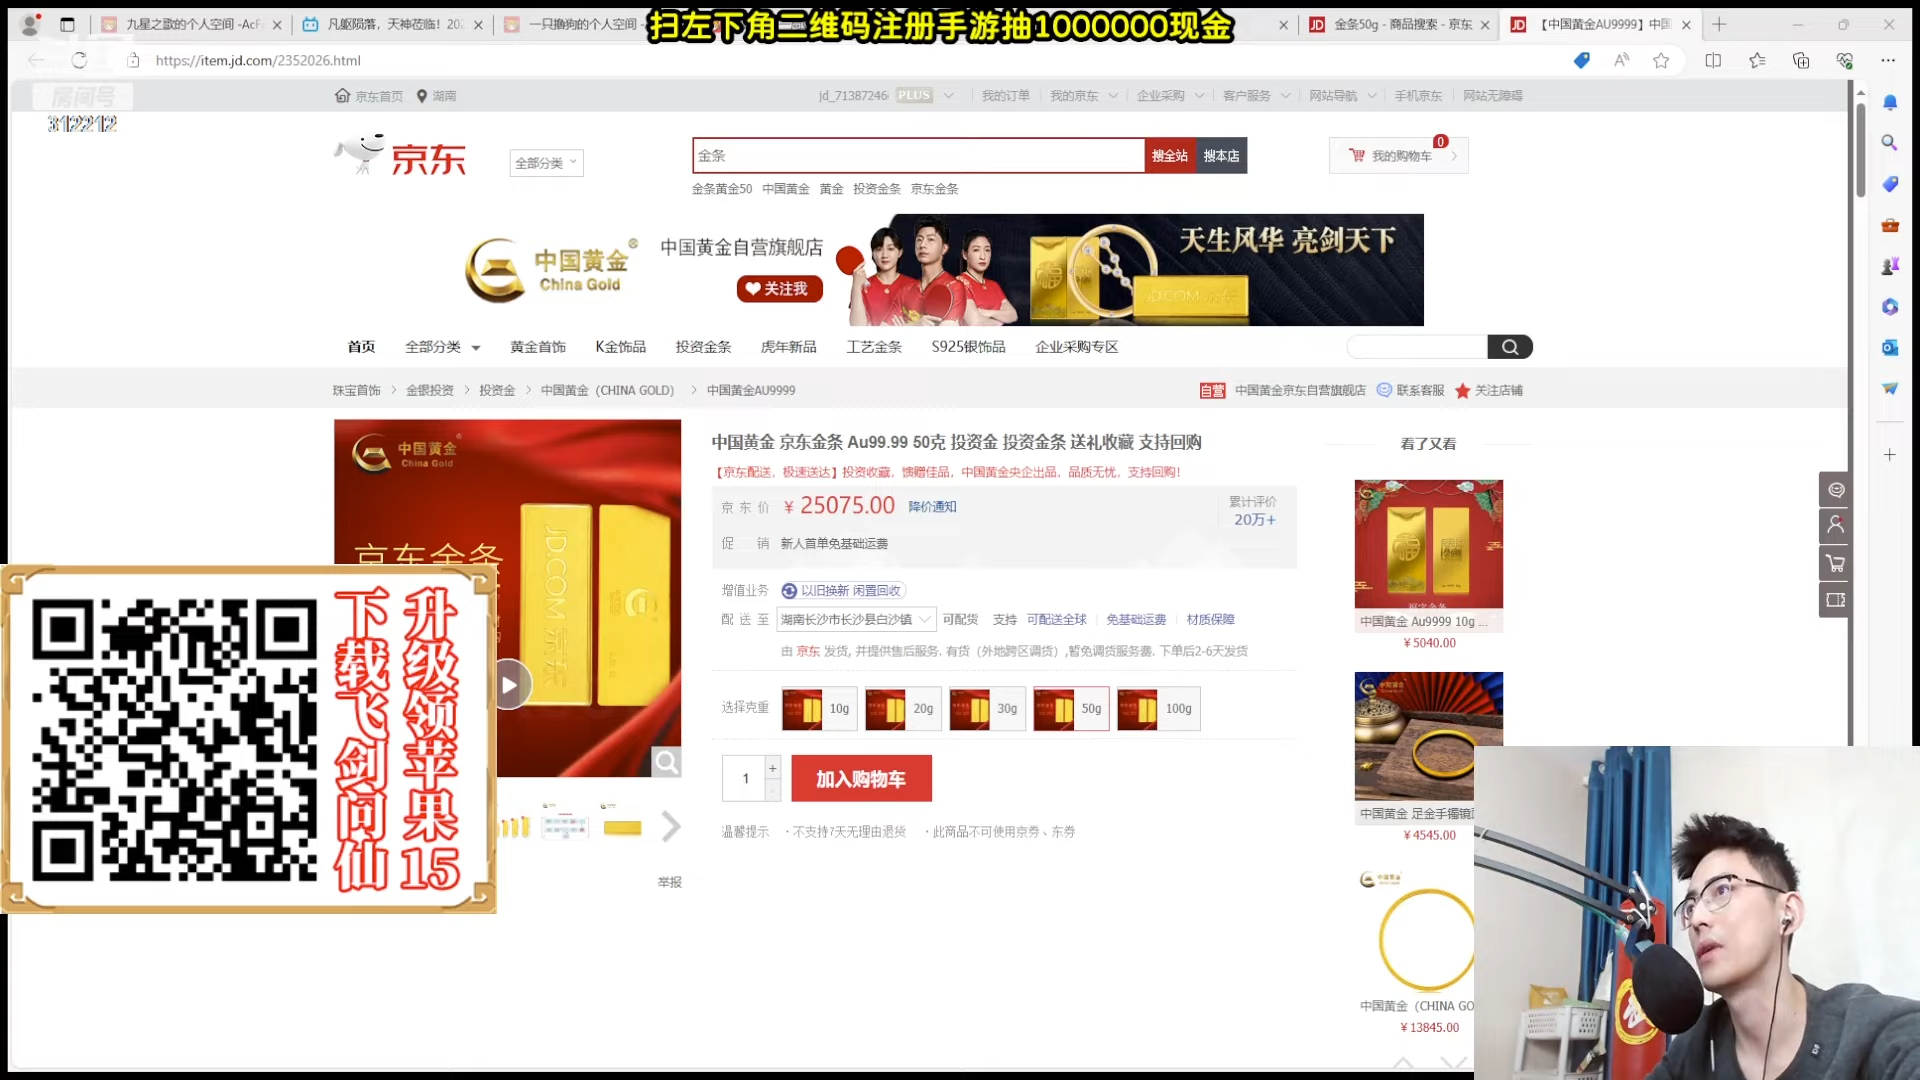 扫左下角二维码注册手游抽1000000现金
九星之歌的个人空间 -AcF
凡躯陨落，天神莅临！202
一只撸狗的个人空间
金条50g - 商品搜索 - 京东
【中国黄金AU9999】中国
https://item.jd.com/2352026.html
房间号
312212
京东首页
湖南
jd_71387246
PLUS
我的订单
我的京东
企业采购
客户服务
网站导航
手机京东
网站无障碍
京东
全部分类
金条
搜全站
搜本店
我的购物车
0
金条黄金50 中国黄金 黄金 投资金条 京东金条
中国黄金®
China Gold
中国黄金自营旗舰店
关注我
天生风华 亮剑天下
JD.COM 京东
首页 全部分类 黄金首饰 K金饰品 投资金条 虎年新品 工艺金条 S925银饰品 企业采购专区
珠宝首饰 > 金银投资 > 投资金 > 中国黄金（CHINA GOLD） > 中国黄金AU9999
自营 中国黄金京东自营旗舰店 联系客服 关注店铺
中国黄金
China Gold
京东金条
JD.COM 京东
中国黄金 京东金条 Au99.99 50克 投资金 投资金条 送礼收藏 支持回购
【京东配送，极速送达】投资收藏，馈赠佳品，中国黄金央企出品，品质无忧，支持回购！
京东价 ￥25075.00 降价通知
累计评价
20万+
促销 新人首单免基础运费
增值业务 以旧换新 闲置回收
配送至 湖南长沙市长沙县白沙镇 可配货 支持 可配送全球 免基础运费 材质保障
由 京东 发货, 并提供售后服务. 有货（外地跨区调货）,暂免调货服务费. 下单后2-6天发货
选择克重 10g 20g 30g 50g 100g
1
+
-
加入购物车
温馨提示 ·不支持7天无理由退货 ·此商品不可使用京券、东券
举报
看了又看
中国黄金 Au9999 10g ...
￥5040.00
中国黄金 足金手镯镜面
￥4545.00
中国黄金（CHINA GO
￥13845.00
升级领苹果15
下载飞剑问仙